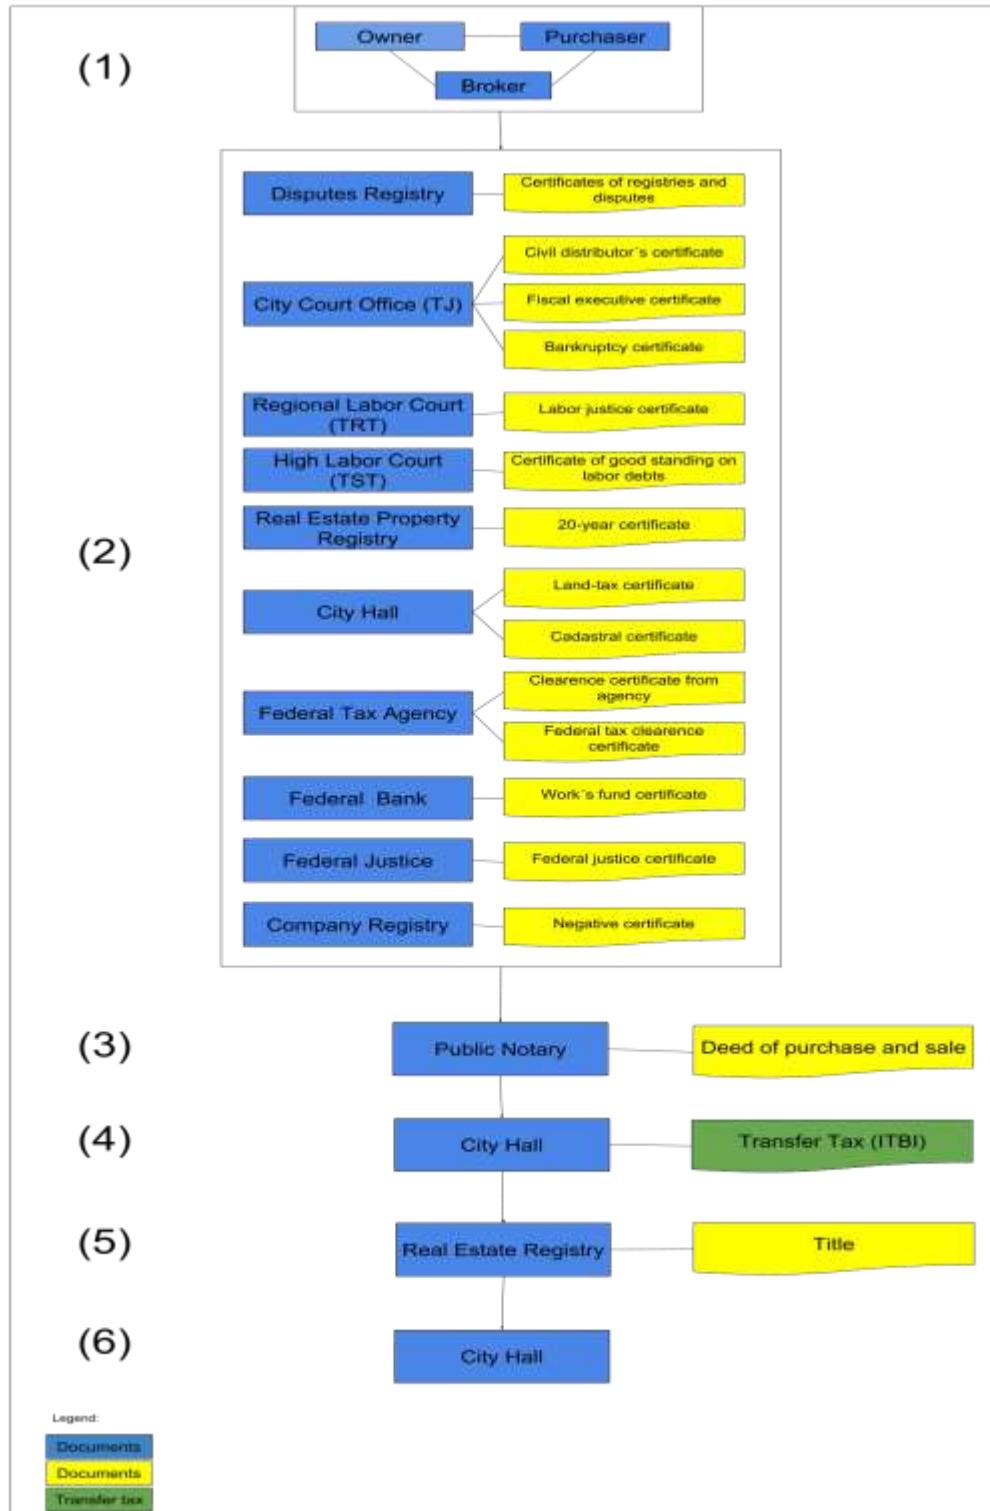 (1)
Owner
Purchaser
Broker
(2)
Disputes Registry
Certificates of registries and
disputes
City Court Office (TJ)
Civil distributor´s certificate
Fiscal executive certificate
Bankruptcy certificate
Regional Labor Court
(TRT)
Labor justice certificate
High Labor Court
(TST)
Certificate of good standing on
labor debts
Real Estate Property
Registry
20-year certificate
City Hall
Land-tax certificate
Cadastral certificate
Federal Tax Agency
Clearence certificate from
agency
Federal tax clearence
certificate
Federal Bank
Work´s fund certificate
Federal Justice
Federal justice certificate
Company Registry
Negative certificate
(3)
Public Notary
Deed of purchase and sale
(4)
City Hall
Transfer Tax (ITBI)
(5)
Real Estate Registry
Title
(6)
City Hall
Legend:
Documents
Documents
Transfer tax